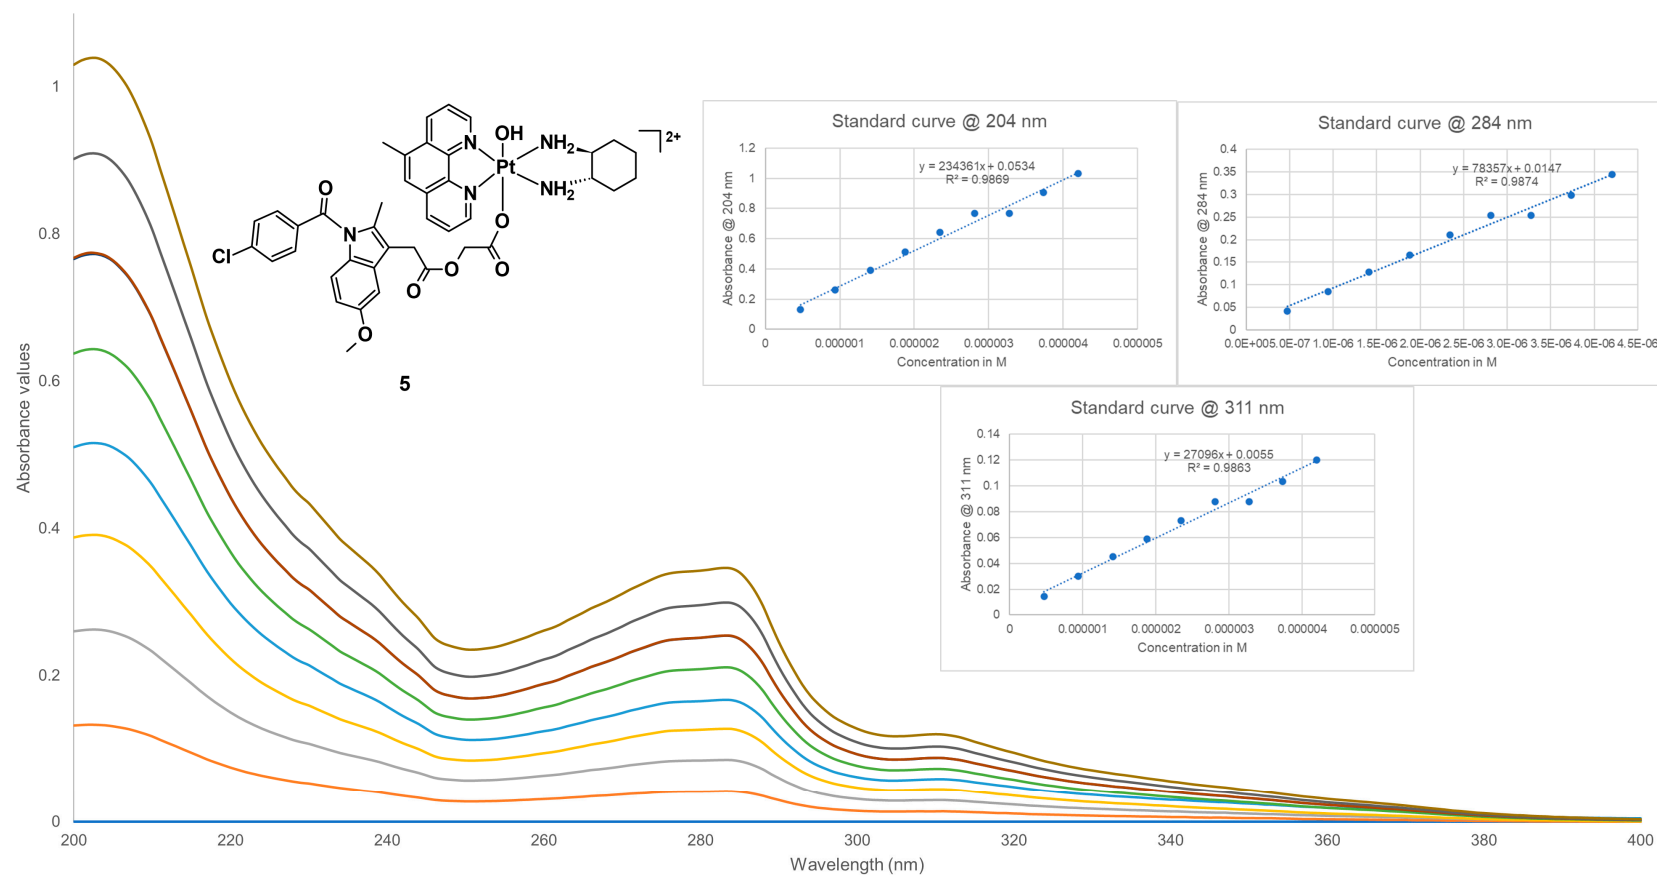 Absorbance values
1
0.8
0.6
0.4
0.2
0
200
220
240
260
280
300
320
340
360
380
400
Wavelength (nm)
OH
2+
N
NH2
Pt
N
NH2
O
O
O
N
Cl
O
O
O
5
Standard curve @ 204 nm
y = 234361x + 0.0534
R² = 0.9869
Absorbance @ 204 nm
1.2
1
0.8
0.6
0.4
0.2
0
0
0.000001
0.000002
0.000003
0.000004
0.000005
Concentration in M
Standard curve @ 284 nm
y = 78357x + 0.0147
R² = 0.9874
Absorbance @ 284 nm
0.4
0.35
0.3
0.25
0.2
0.15
0.1
0.05
0
0.0E+00
5.0E-07
1.0E-06
1.5E-06
2.0E-06
2.5E-06
3.0E-06
3.5E-06
4.0E-06
4.5E-06
Concentration in M
Standard curve @ 311 nm
y = 27096x + 0.0055
R² = 0.9863
Absorbance @ 311 nm
0.14
0.12
0.1
0.08
0.06
0.04
0.02
0
0
0.000001
0.000002
0.000003
0.000004
0.000005
Concentration in M